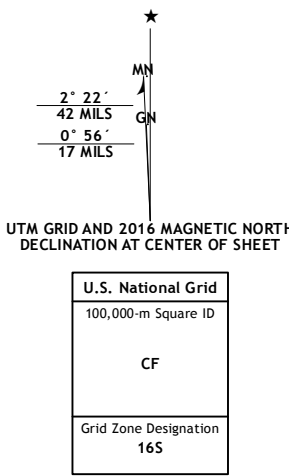 ★
MN
2° 22´
42 MILS
GN
0° 56´
17 MILS
UTM GRID AND 2016 MAGNETIC NORTH
DECLINATION AT CENTER OF SHEET
U.S. National Grid
100,000-m Square ID
CF
Grid Zone Designation
16S